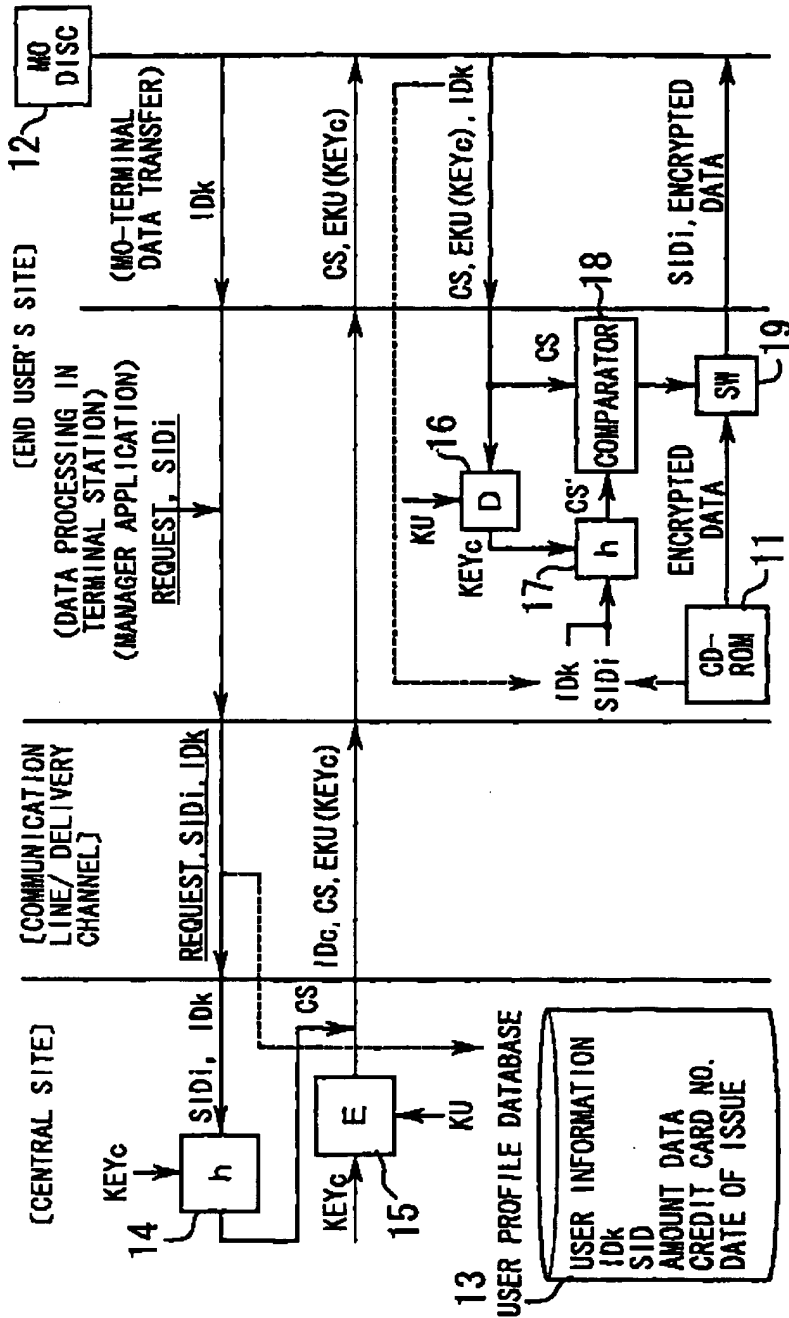 [CENTRAL SITE]
[COMMUNICATION
LINE/ DELIVERY
CHANNEL]
[END USER'S SITE]
(DATA PROCESSING IN
TERMINAL STATION)
(MANAGER APPLICATION)
(MO-TERMINAL
DATA TRANSFER)
12
MO
DISC
KEYc
h
14
SIDi, IDk
REQUEST, SIDi, IDk
REQUEST, SIDi
IDk
CS
KEYc
E
15
KU
IDc, CS, EKU(KEYc)
CS, EKU(KEYc)
13
USER PROFILE DATABASE
USER INFORMATION
IDk
SID
AMOUNT DATA
CREDIT CARD NO.
DATE OF ISSUE
IDk
CS, EKU(KEYc), IDk
KU
D
16
KEYc
CS
IDk
SIDi
17
h
CS'
COMPARATOR
18
CD-
ROM
11
ENCRYPTED
DATA
SW
19
SIDi, ENCRYPTED
DATA